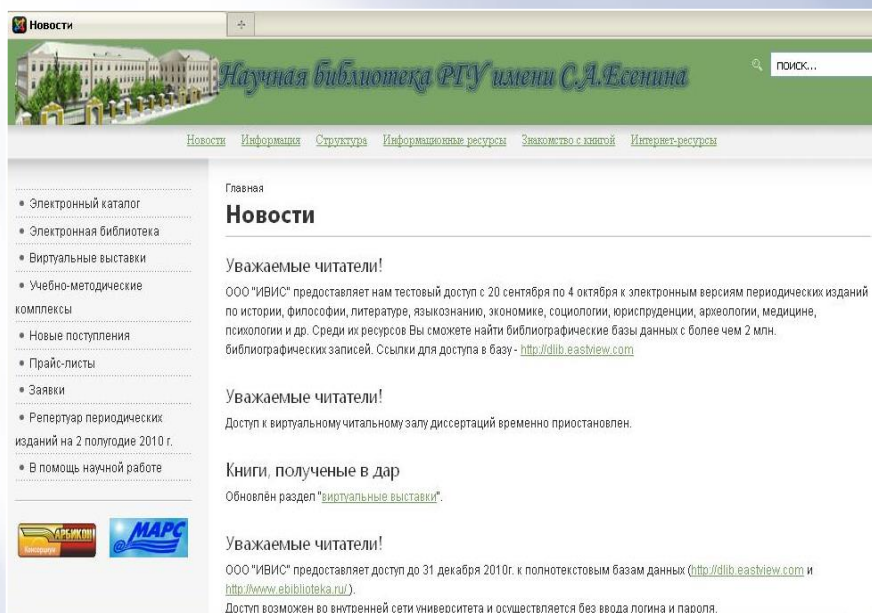 Новости
Научная библиотека РГУ имени С.А.Есенина
поиск...
Новости Информация Структура Информационные ресурсы Знакомство с книгой Интернет-ресурсы
Электронный каталог
Электронная библиотека
Виртуальные выставки
Учебно-методические
комплексы
Новые поступления
Прайс-листы
Заявки
Репертуар периодических
изданий на 2 полугодие 2010 г.
В помощь научной работе
АРБИКОН
Консорциум
МАРС
Главная
Новости
Уважаемые читатели!
ООО "ИВИС" предоставляет нам тестовый доступ с 20 сентября по 4 октября к электронным версиям периодических изданий
по истории, философии, литературе, языкознанию, экономике, социологии, юриспруденции, археологии, медицине,
психологии и др. Среди их ресурсов Вы сможете найти библиографические базы данных с более чем 2 млн.
библиографических записей. Ссылки для доступа в базу - http://dlib.eastview.com
Уважаемые читатели!
Доступ к виртуальному читальному залу диссертаций временно приостановлен.
Книги, полученые в дар
Обновлён раздел "виртуальные выставки".
Уважаемые читатели!
ООО "ИВИС" предоставляет доступ до 31 декабря 2010г. к полнотекстовым базам данных (http://dlib.eastview.com и
http://www.ebiblioteka.ru/).
Доступ возможен во внутренней сети университета и осуществляется без ввода логина и пароля.